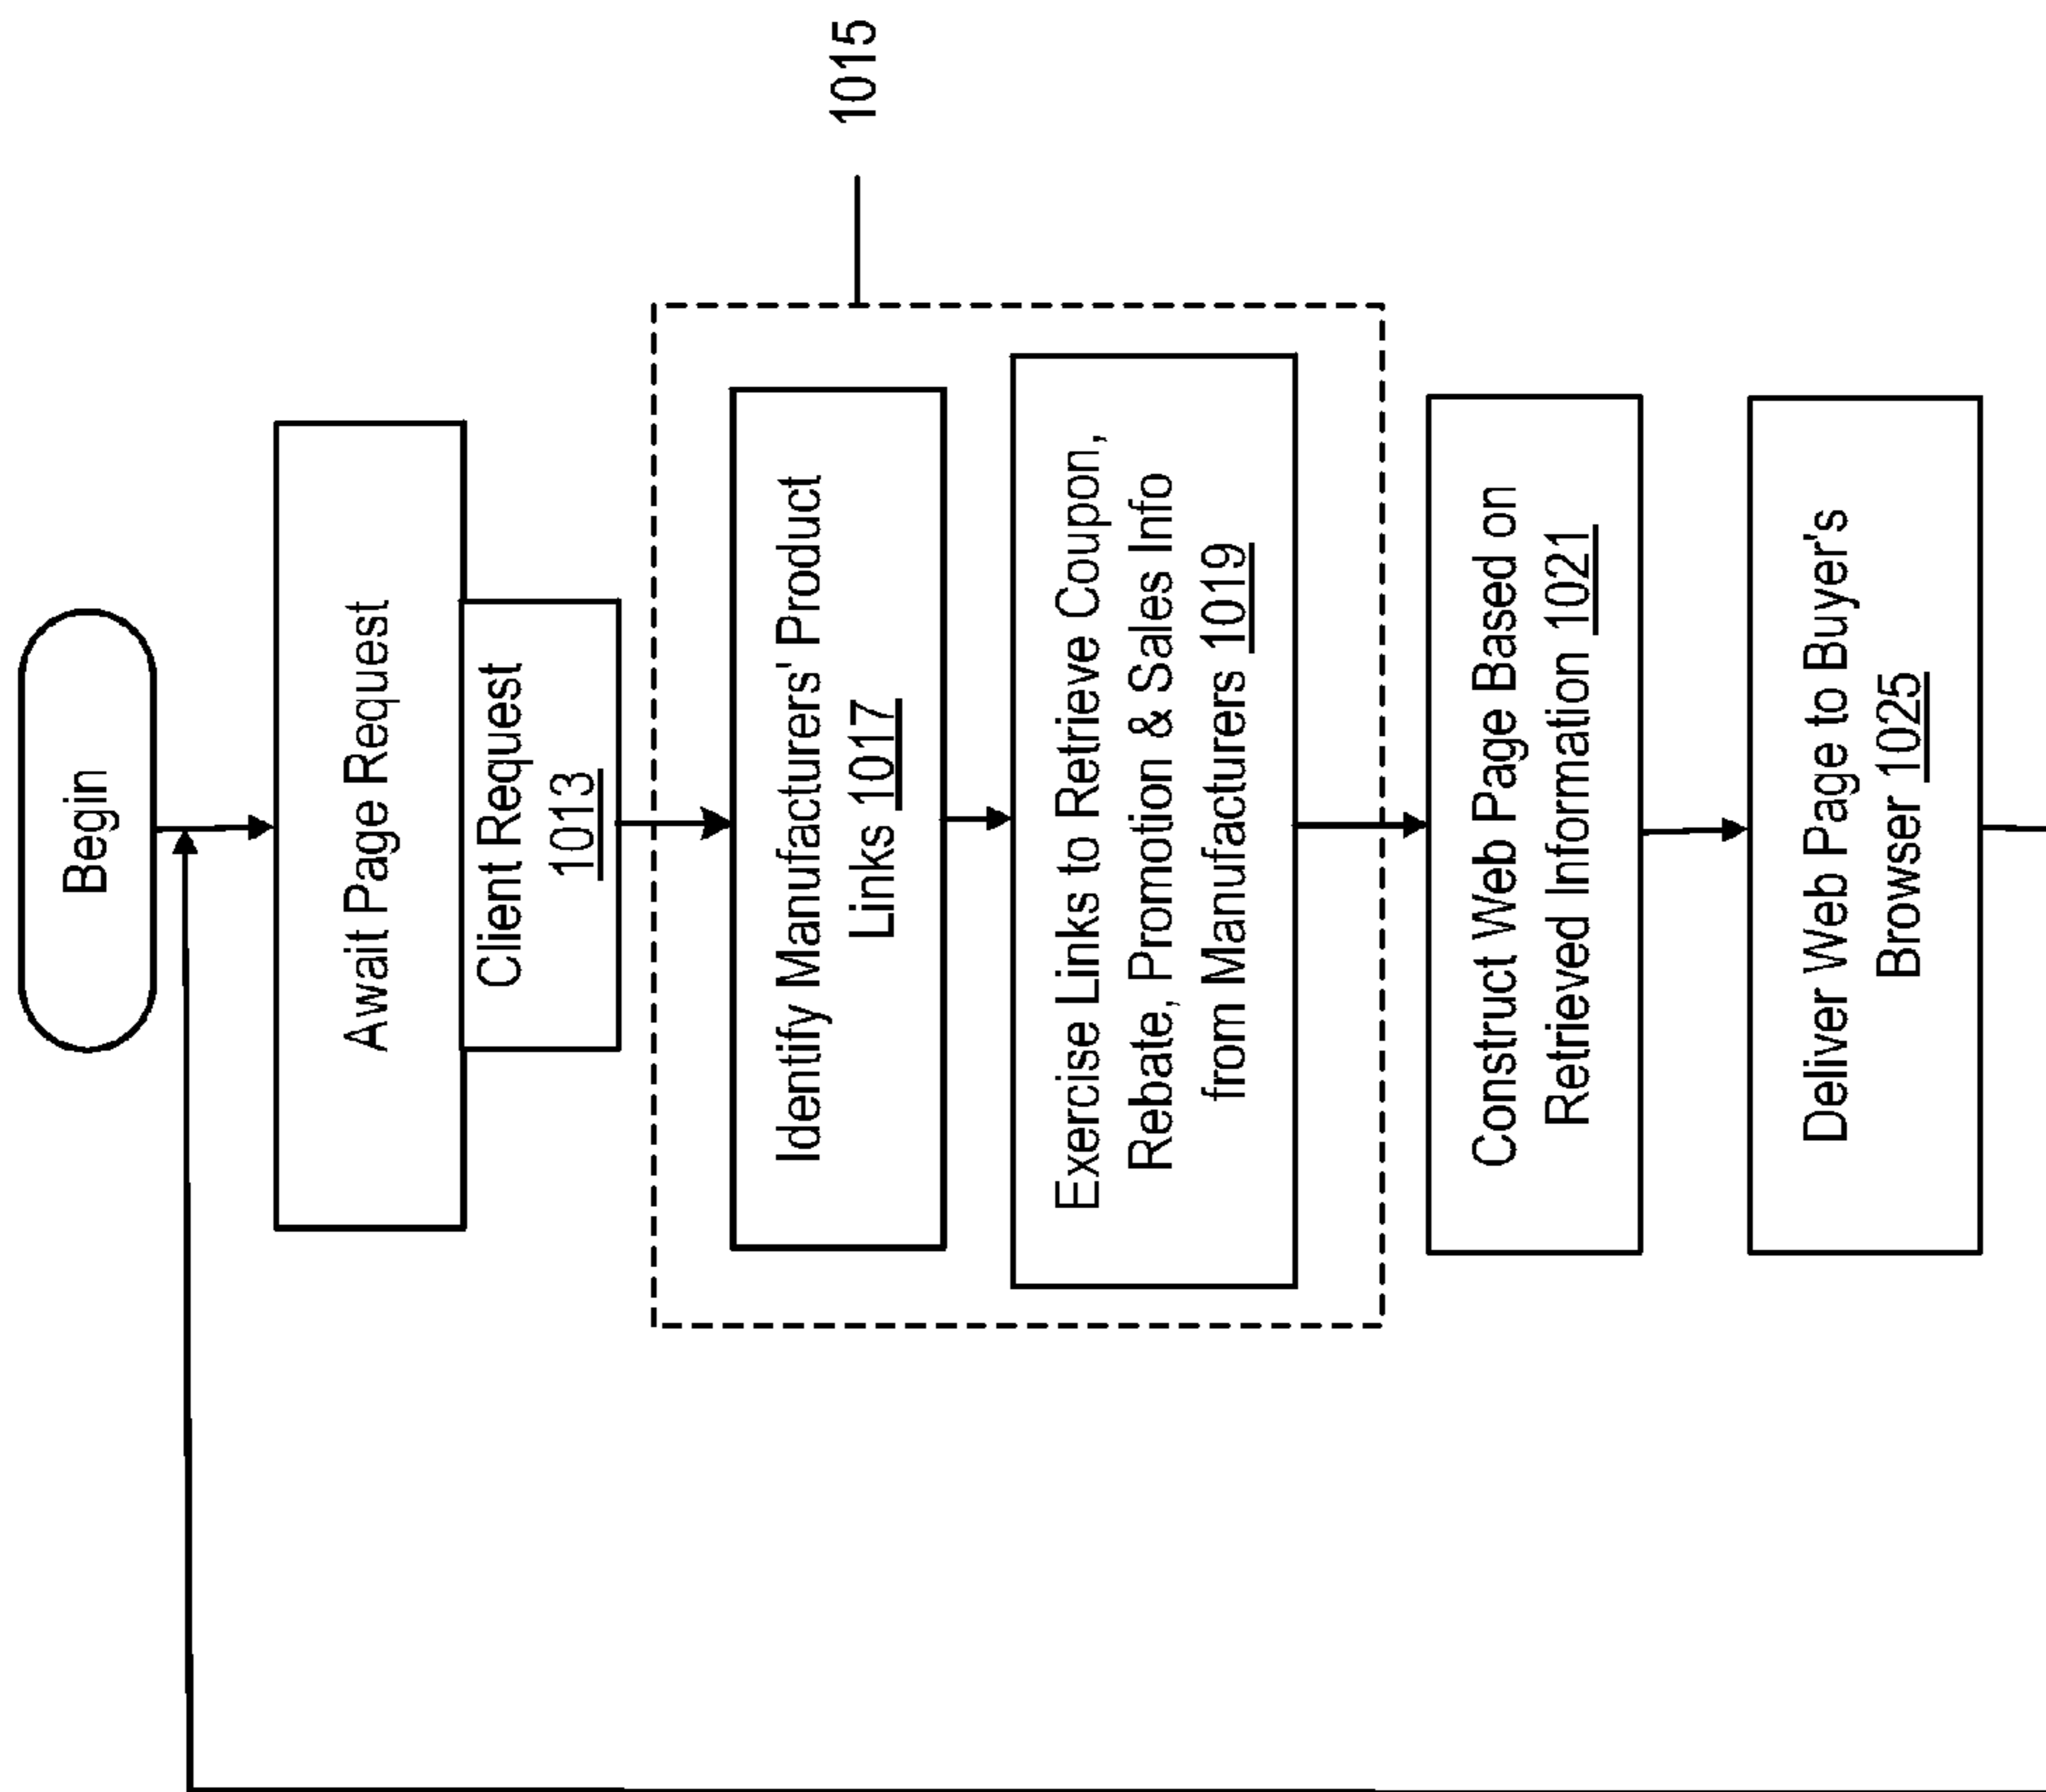 Begin
Await Page Request
Client Request
1013
1015
Identify Manufacturers' Product
Links 1017
Exercise Links to Retrieve Coupon,
Rebate, Promotion & Sales Info
from Manufacturers 1019
Construct Web Page Based on
Retrieved Information 1021
Deliver Web Page to Buyer's
Browser 1025